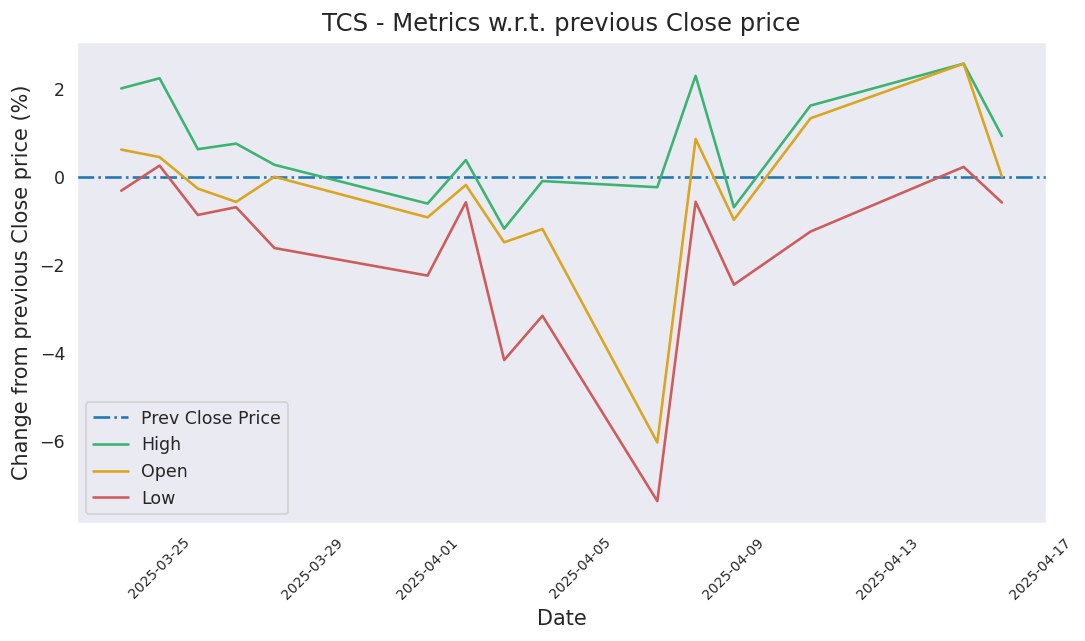 TCS - Metrics w.r.t. previous Close price
Change from previous Close price (%)
2
0
−2
−4
−6
Prev Close Price
High
Open
Low
2025-03-25
2025-03-29
2025-04-01
2025-04-05
2025-04-09
2025-04-13
2025-04-17
Date